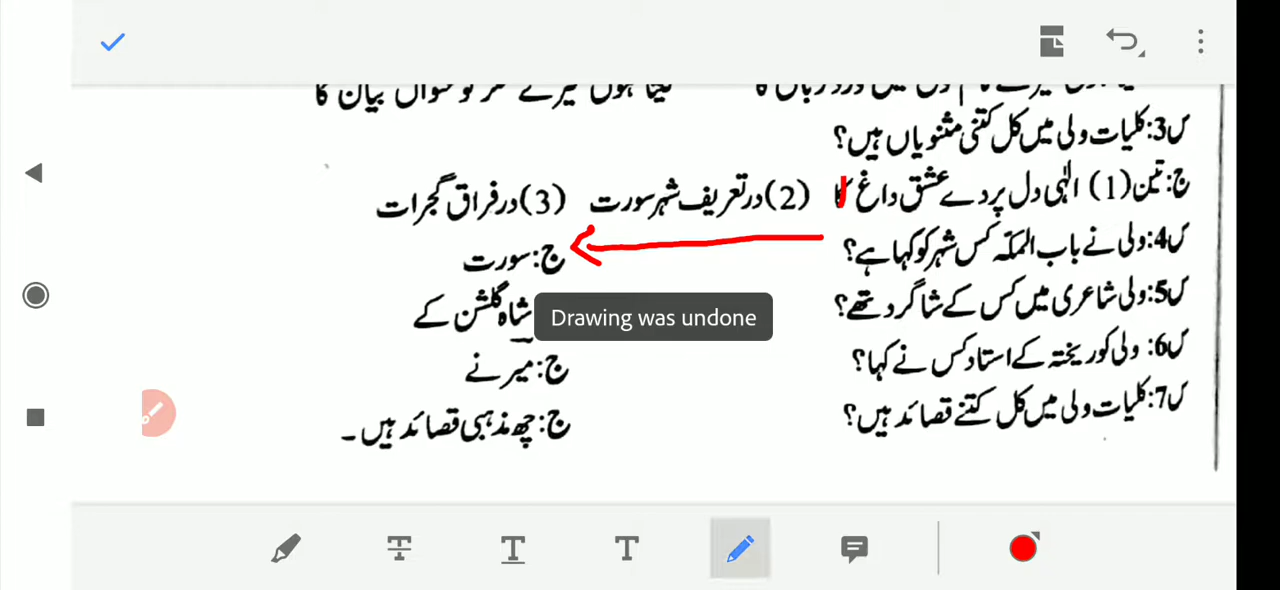 س3: کلیات ولی میں کل کتنی مثنویاں ہیں؟
ج: تین (1) الٰہی دل پر دے عشق داغ کا (2) در تعریف شہر سورت (3) در فراق گجرات
س4: ولی نے باب المکہ کس شہر کو کہا ہے؟ ج: سورت
س5: ولی شاعری میں کس کے شاگرد تھے؟ شاہ گلشن کے
Drawing was undone
س6: ولی کو ریختہ کے استاد کس نے کہا؟ ج: میر نے
س7: کلیات ولی میں کل کتنے قصائد ہیں؟ ج: چھ مذہبی قصائد ہیں۔